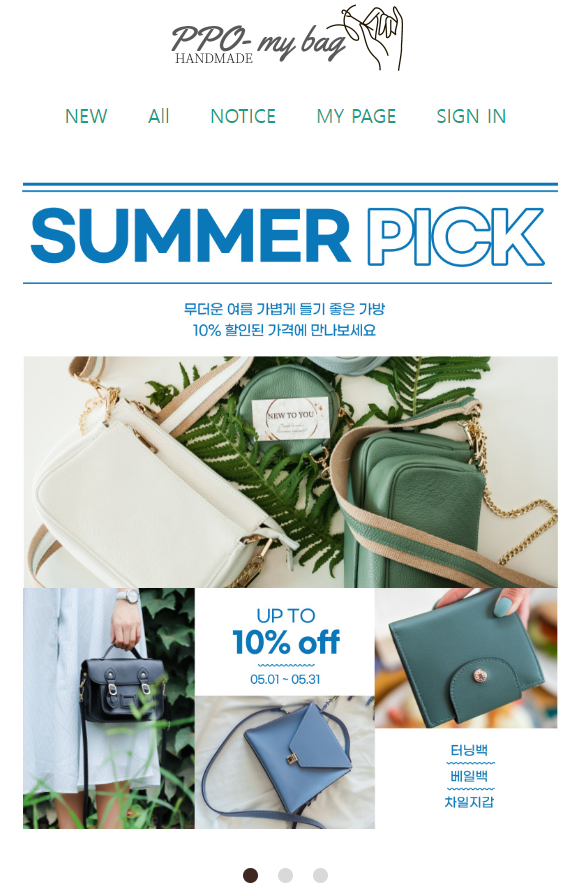 PPO- my bag
HANDMADE
NEW All NOTICE MY PAGE SIGN IN
SUMMER PICK
무더운 여름 가볍게 들기 좋은 가방
10% 할인된 가격에 만나보세요
NEW TO YOU
UP TO
10% off
05.01 ~ 05.31
터닝백
베일백
차일지갑